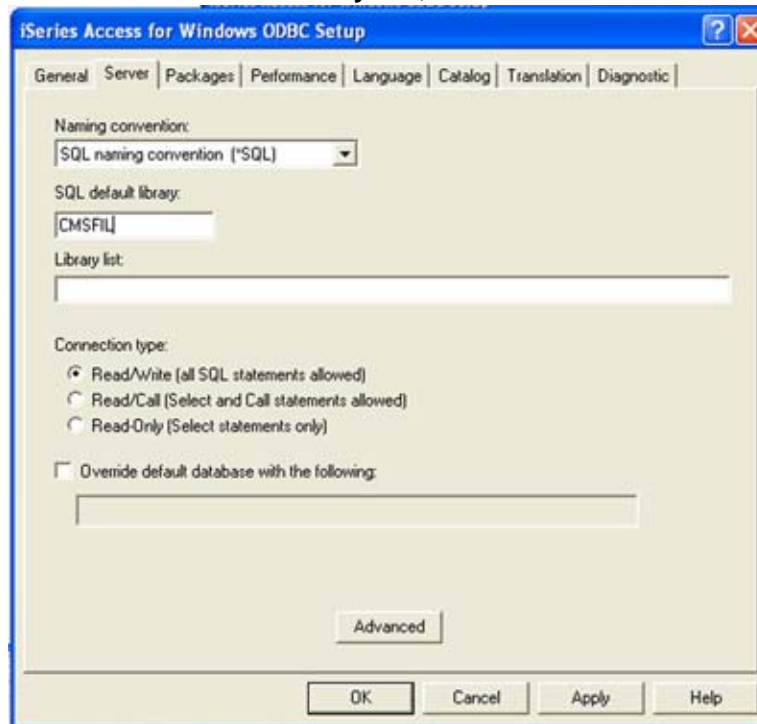 iSeries Access for Windows ODBC Setup
General Server Packages Performance Language Catalog Translation Diagnostic
Naming convention:
SQL naming convention (*SQL)
SQL default library:
CMSFIL
Library list:
Connection type:
Read/Write (all SQL statements allowed)
Read/Call (Select and Call statements allowed)
Read-Only (Select statements only)
Override default database with the following:
Advanced
OK Cancel Apply Help